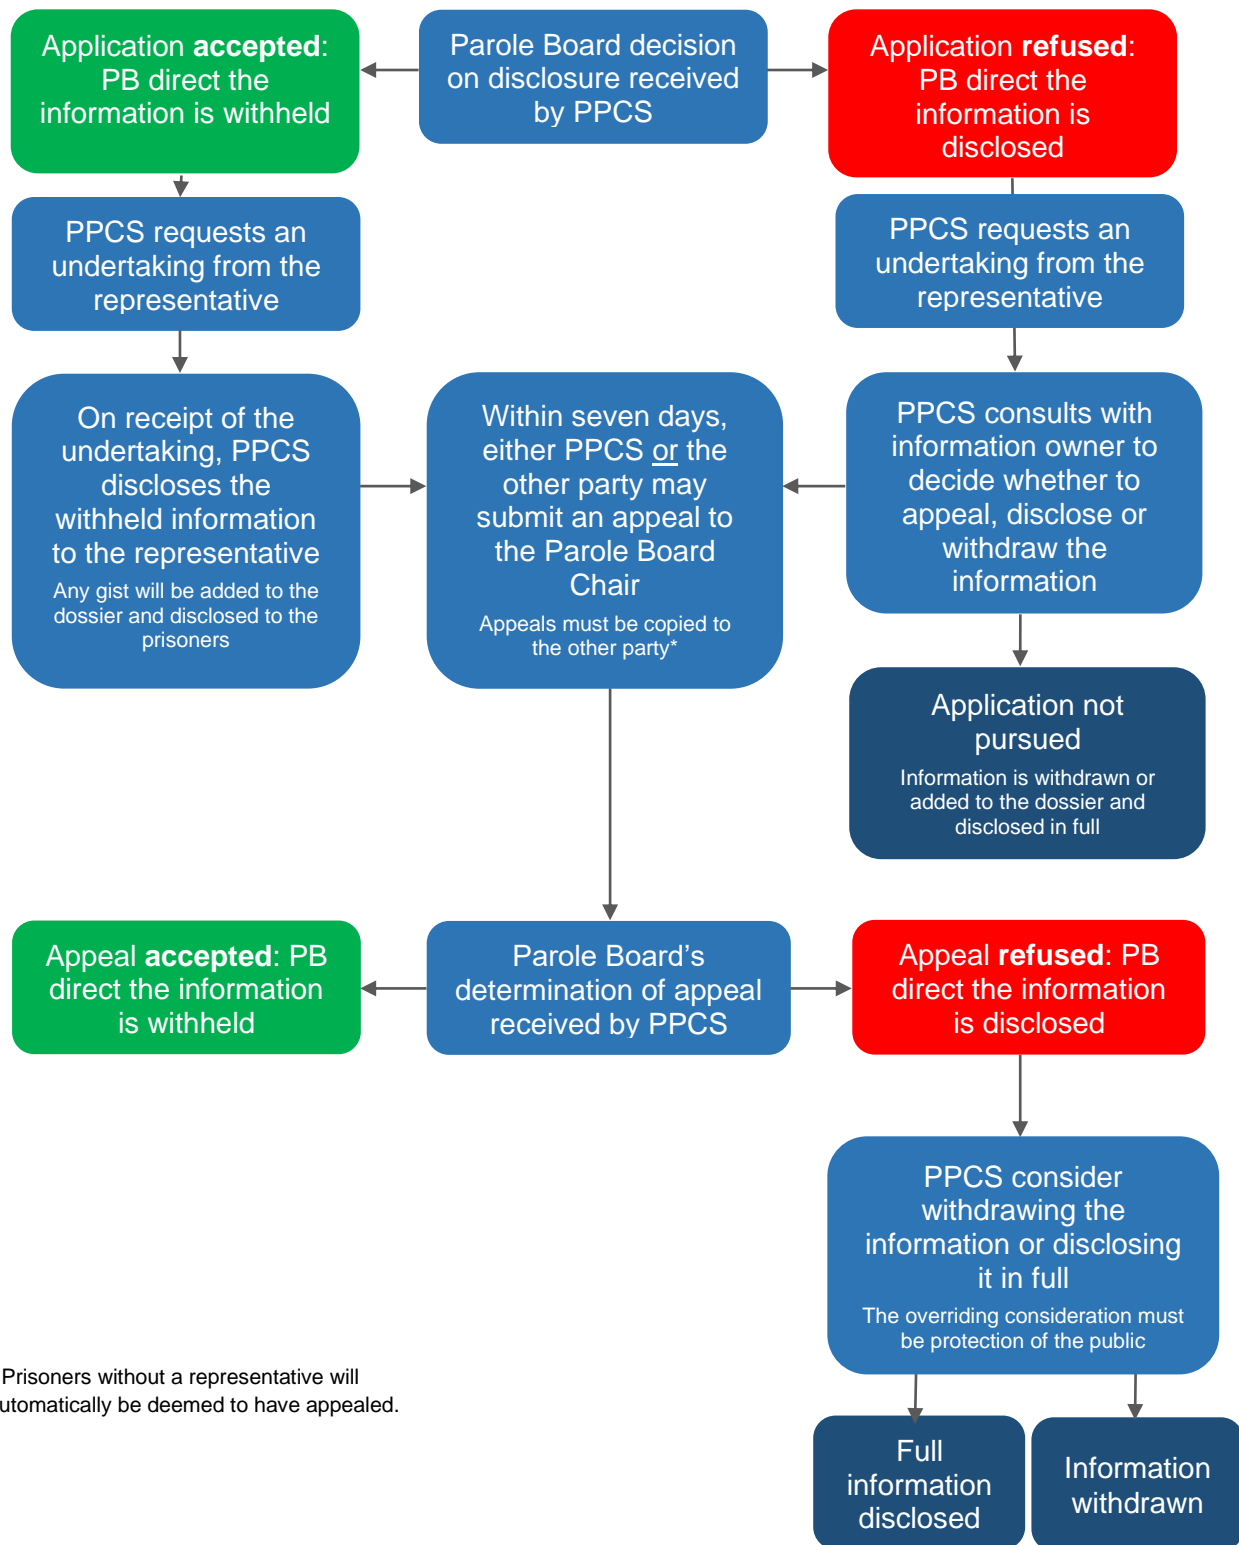 Application accepted:
PB direct the
information is withheld
Parole Board decision
on disclosure received
by PPCS
Application refused:
PB direct the
information is
disclosed
PPCS requests an
undertaking from the
representative
PPCS requests an
undertaking from the
representative
On receipt of the
undertaking, PPCS
discloses the
withheld information
to the representative
Any gist will be added to the
dossier and disclosed to the
prisoners
Within seven days,
either PPCS or the
other party may
submit an appeal to
the Parole Board
Chair
Appeals must be copied to
the other party*
PPCS consults with
information owner to
decide whether to
appeal, disclose or
withdraw the
information
Application not
pursued
Information is withdrawn or
added to the dossier and
disclosed in full
Appeal accepted: PB
direct the information
is withheld
Parole Board’s
determination of appeal
received by PPCS
Appeal refused: PB
direct the information
is disclosed
PPCS consider
withdrawing the
information or disclosing
it in full
The overriding consideration must
be protection of the public
Prisoners without a representative will
utomatically be deemed to have appealed.
Full
information
disclosed
Information
withdrawn